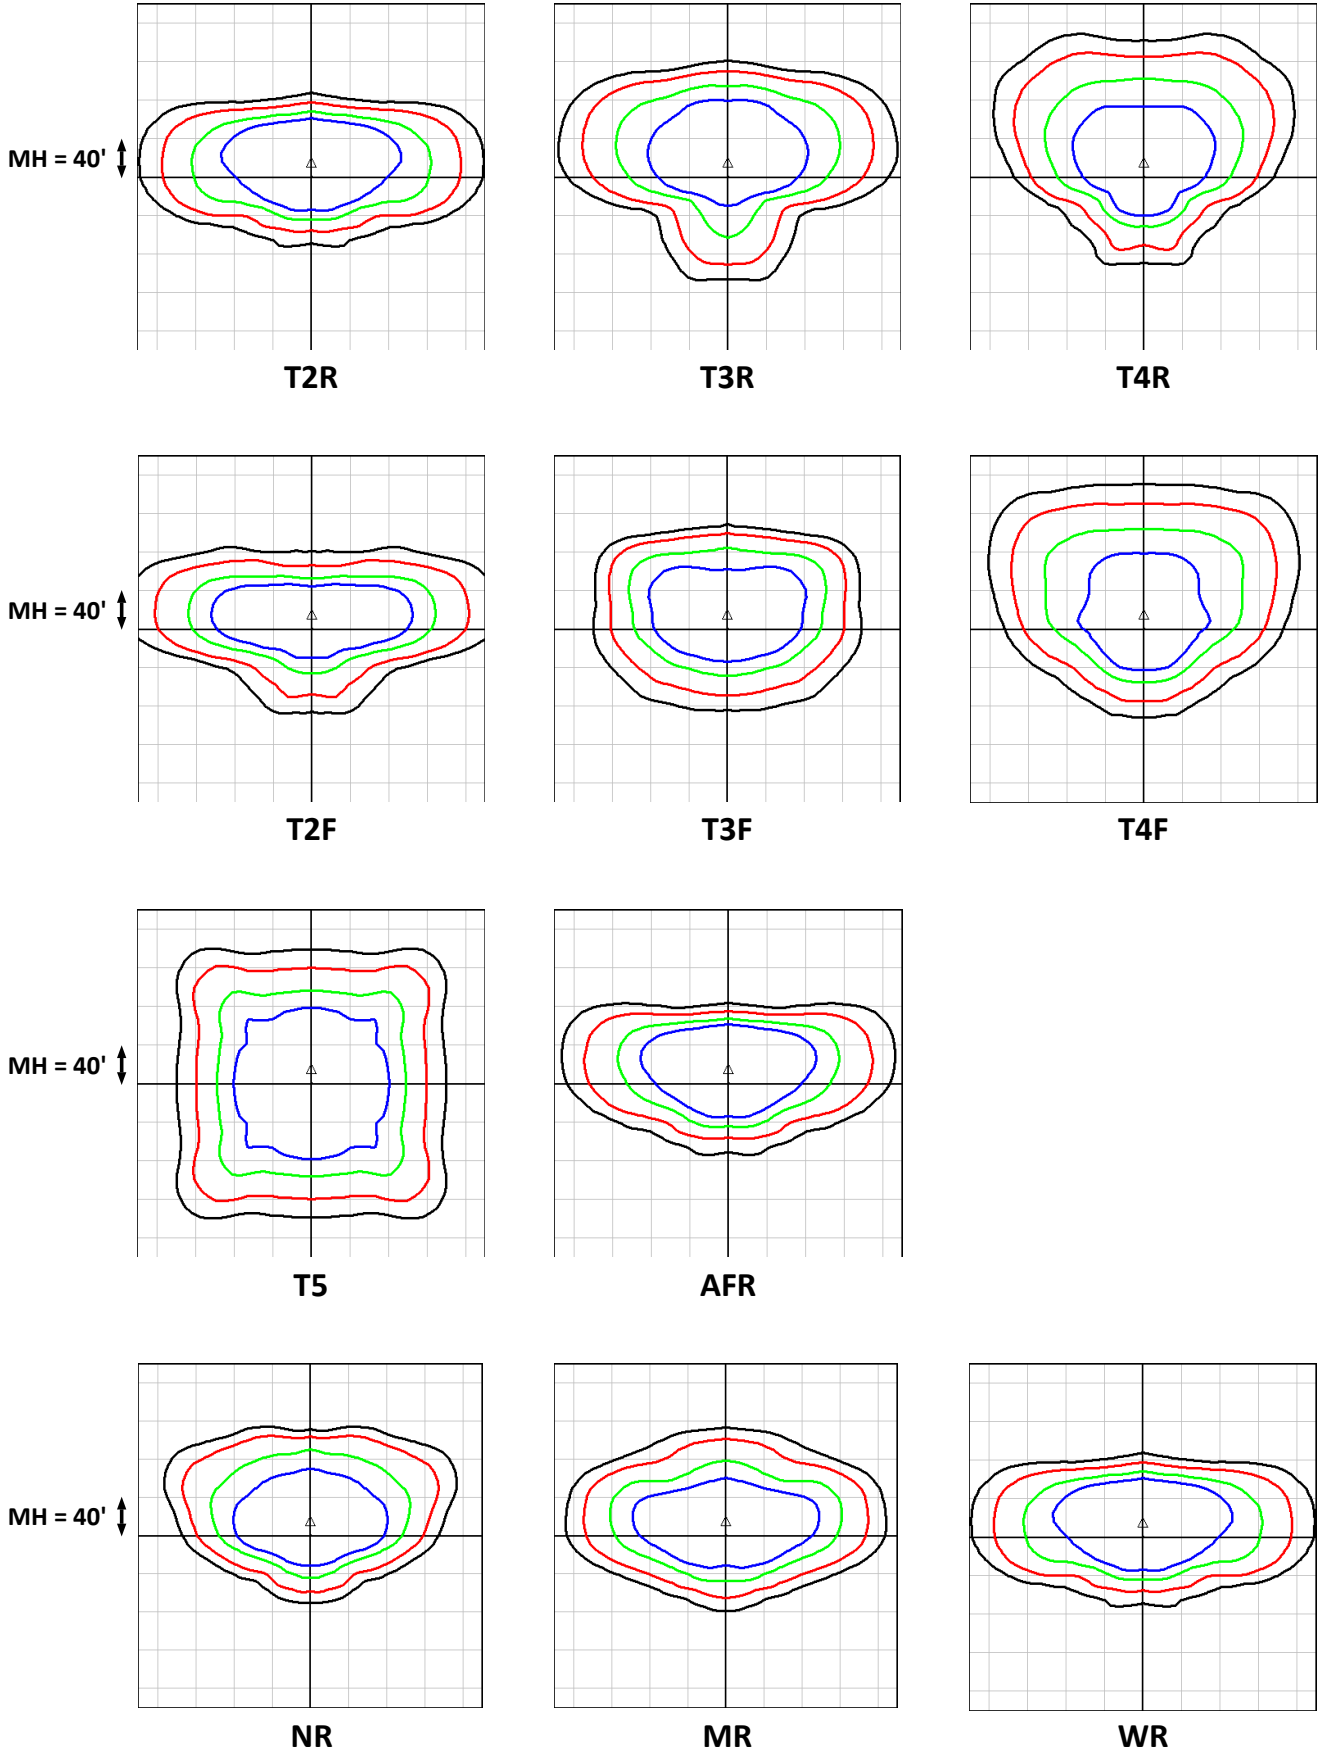 MH = 40'
T2R T3R T4R
MH = 40'
T2F T3F T4F
MH = 40'
T5 AFR
MH = 40'
NR MR WR